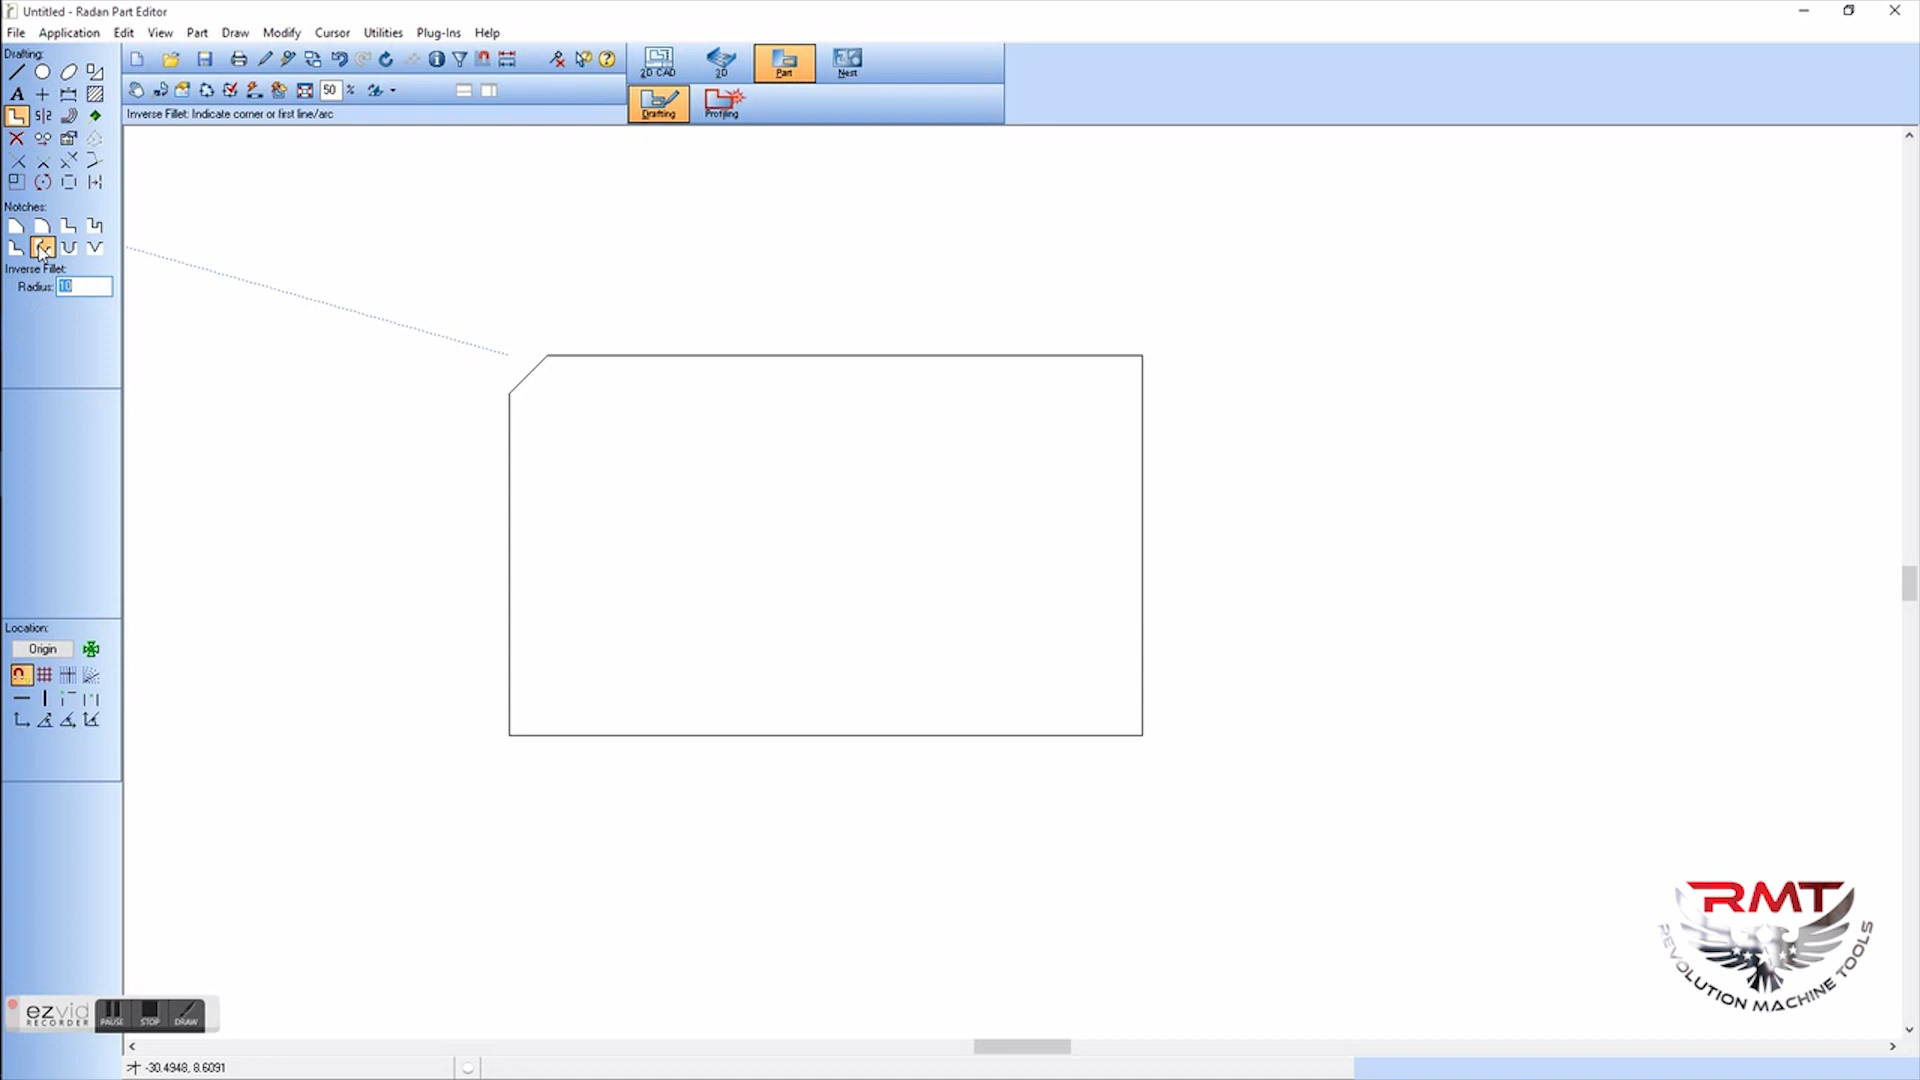 Untitled - Radan Part Editor
File Application Edit View Part Draw Modify Cursor Utilities Plug-Ins Help
Drafting:
50 %
Inverse Fillet: Indicate corner or first line/arc
2D CAD 3D Part Nest
Drafting Profiling
Notches:
Inverse Fillet:
Radius: 10
Location:
Origin
ezvid
RECORDER
PAUSE STOP DRAW
-30.4948, 8.6091
RMT
REVOLUTION MACHINE TOOLS